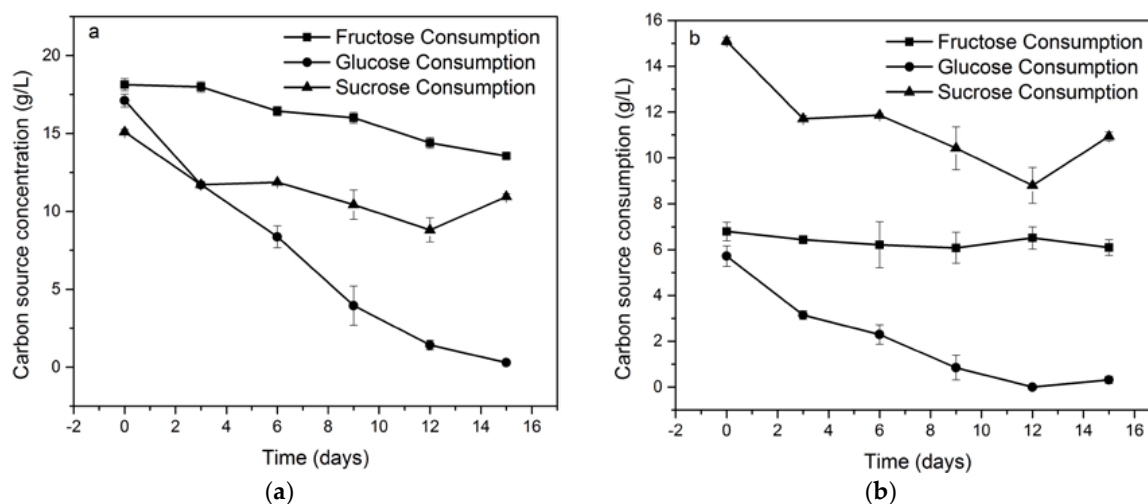 a
Fructose Consumption
Glucose Consumption
Sucrose Consumption
Carbon source concentration (g/L)
20
15
10
5
0
-2 0 2 4 6 8 10 12 14 16
Time (days)
(a)
b
Fructose Consumption
Glucose Consumption
Sucrose Consumption
Carbon source consumption (g/L)
16
14
12
10
8
6
4
2
0
-2 0 2 4 6 8 10 12 14 16
Time (days)
(b)